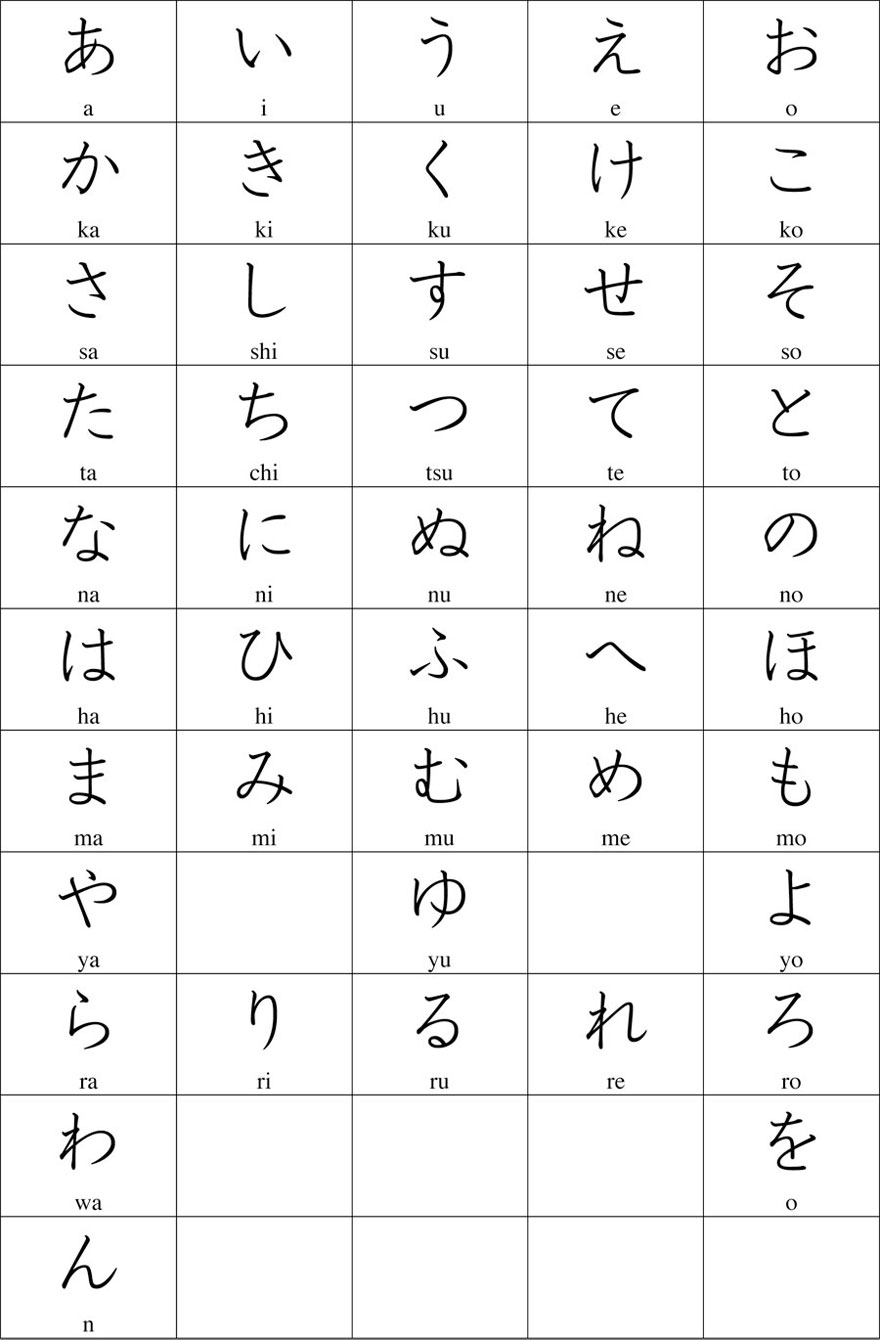 あ い う え お
a i u e o
か き く け こ
ka ki ku ke ko
さ し す せ そ
sa shi su se so
た ち つ て と
ta chi tsu te to
な に ぬ ね の
na ni nu ne no
は ひ ふ へ ほ
ha hi hu he ho
ま み む め も
ma mi mu me mo
や ゆ よ
ya yu yo
ら り る れ ろ
ra ri ru re ro
わ を
wa o
ん
n